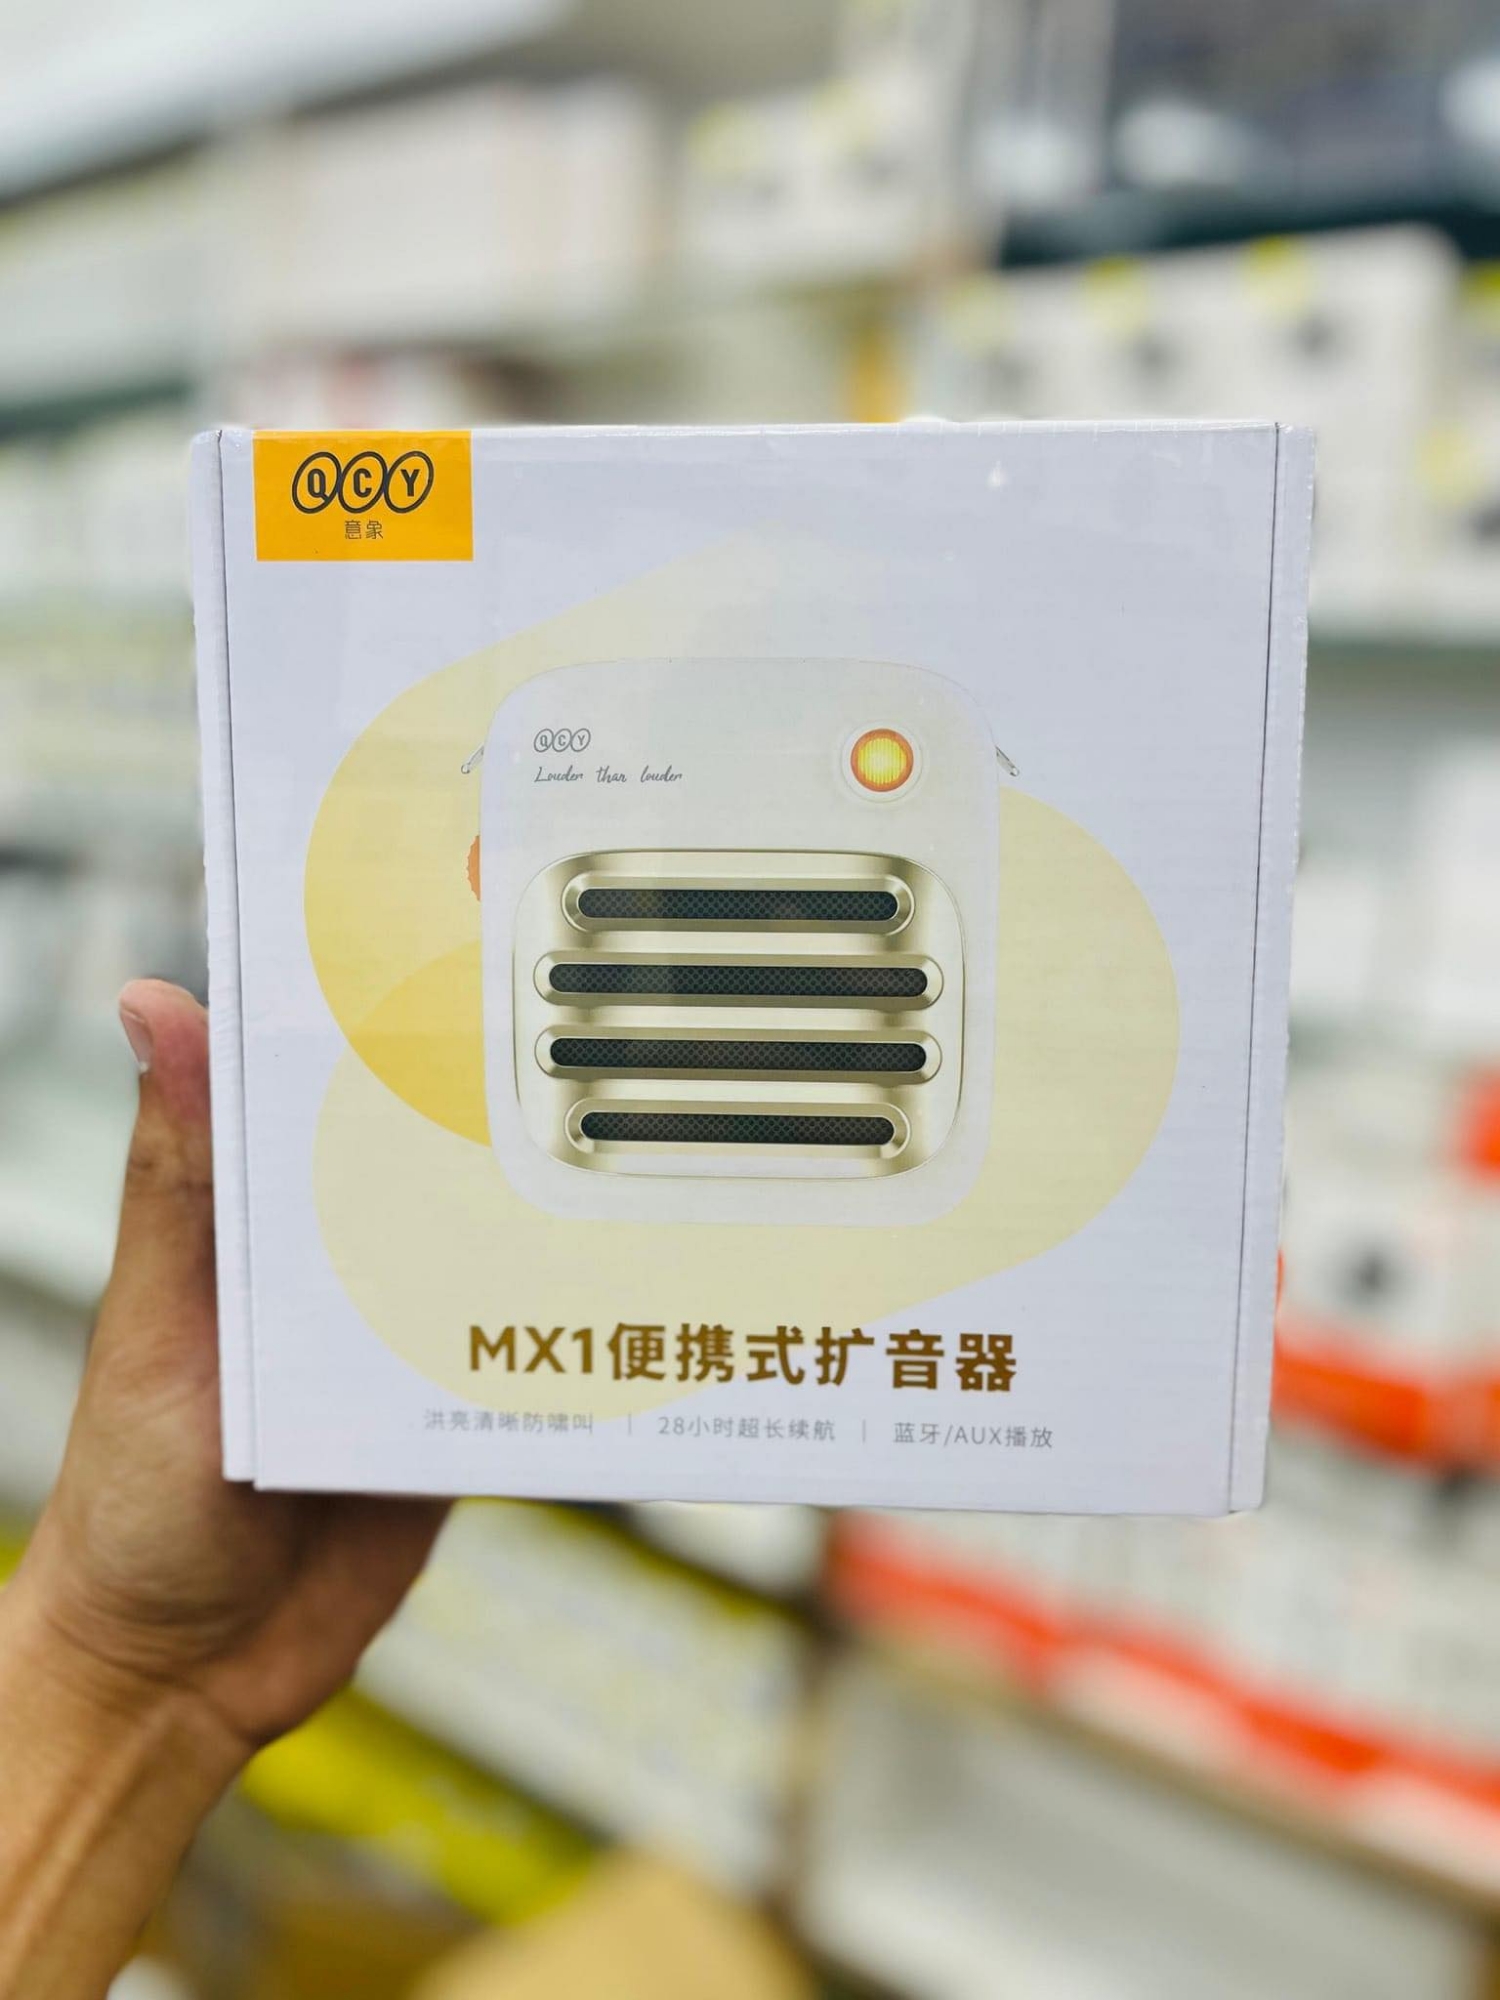 QCY
意象
QCY
Louder than louder
MX1便携式扩音器
洪亮清晰防啸叫 | 28小时超长续航 | 蓝牙/AUX播放